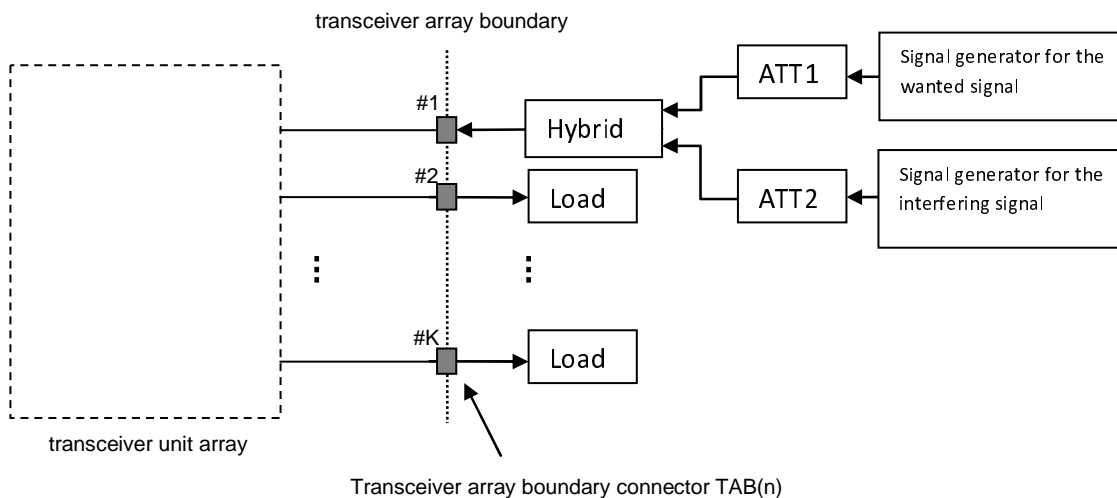 transceiver array boundary
Signal generator for the
wanted signal
ATT1
#1
Hybrid
#2
Load
ATT2
Signal generator for the
interfering signal
#K
Load
transceiver unit array
Transceiver array boundary connector TAB(n)